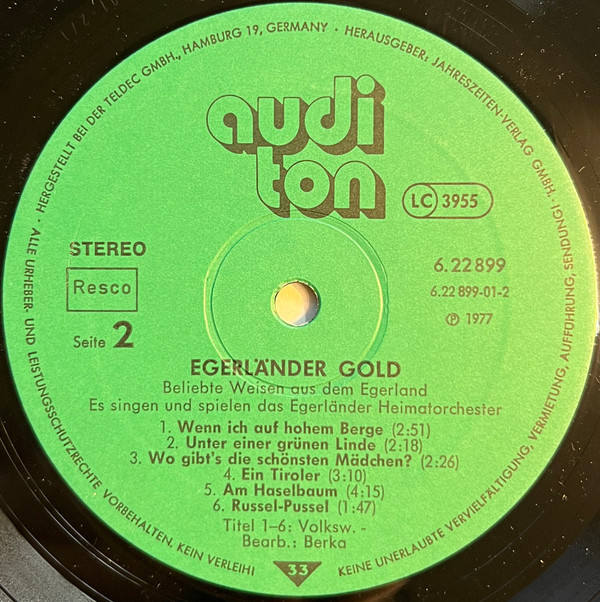 · HERGESTELLT BEI DER TELDEC GMBH., HAMBURG 19, GERMANY · HERAUSGEBER: JAHRESZEITEN-VERLAG GMBH.
audi
ton
LC 3955
STEREO
Resco
Seite 2
6.22 899
6.22 899-01-2
℗ 1977
EGERLÄNDER GOLD
Beliebte Weisen aus dem Egerland
Es singen und spielen das Egerländer Heimatorchester
1. Wenn ich auf hohem Berge (2:51)
2. Unter einer grünen Linde (2:18)
3. Wo gibt's die schönsten Mädchen? (2:26)
4. Ein Tiroler (3:10)
5. Am Haselbaum (4:15)
6. Russel-Pussel (1:47)
Titel 1-6: Volksw. -
Bearb.: Berka
33
· ALLE URHEBER- UND LEISTUNGSSCHUTZRECHTE VORBEHALTEN. KEIN VERLEIH!
KEINE UNERLAUBTE VERVIELFÄLTIGUNG, VERMIETUNG, AUFFÜHRUNG, SENDUNG!